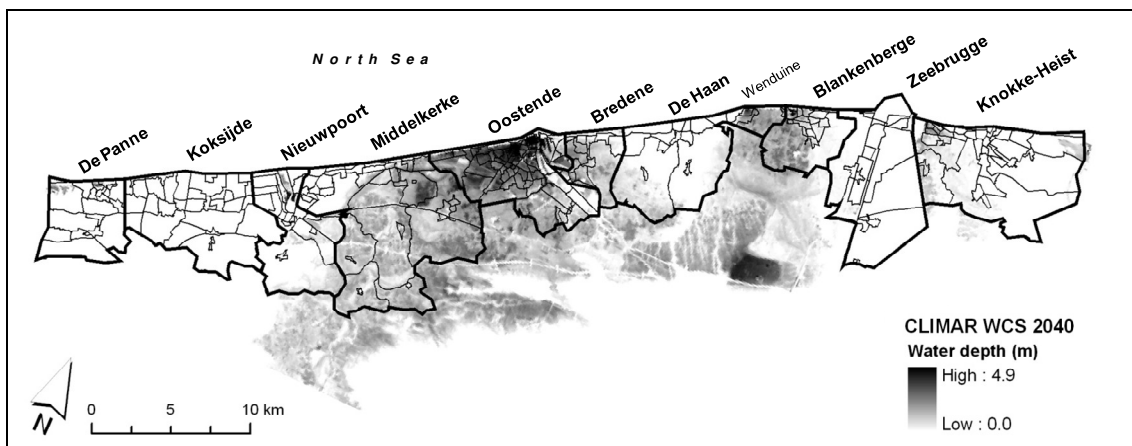 North Sea
De Panne
Koksijde
Nieuwpoort
Middelkerke
Oostende
Bredene
De Haan
Wenduine
Blankenberge
Zeebrugge
Knokke-Heist
CLIMAR WCS 2040
Water depth (m)
High : 4.9
Low : 0.0
N
0 5 10 km